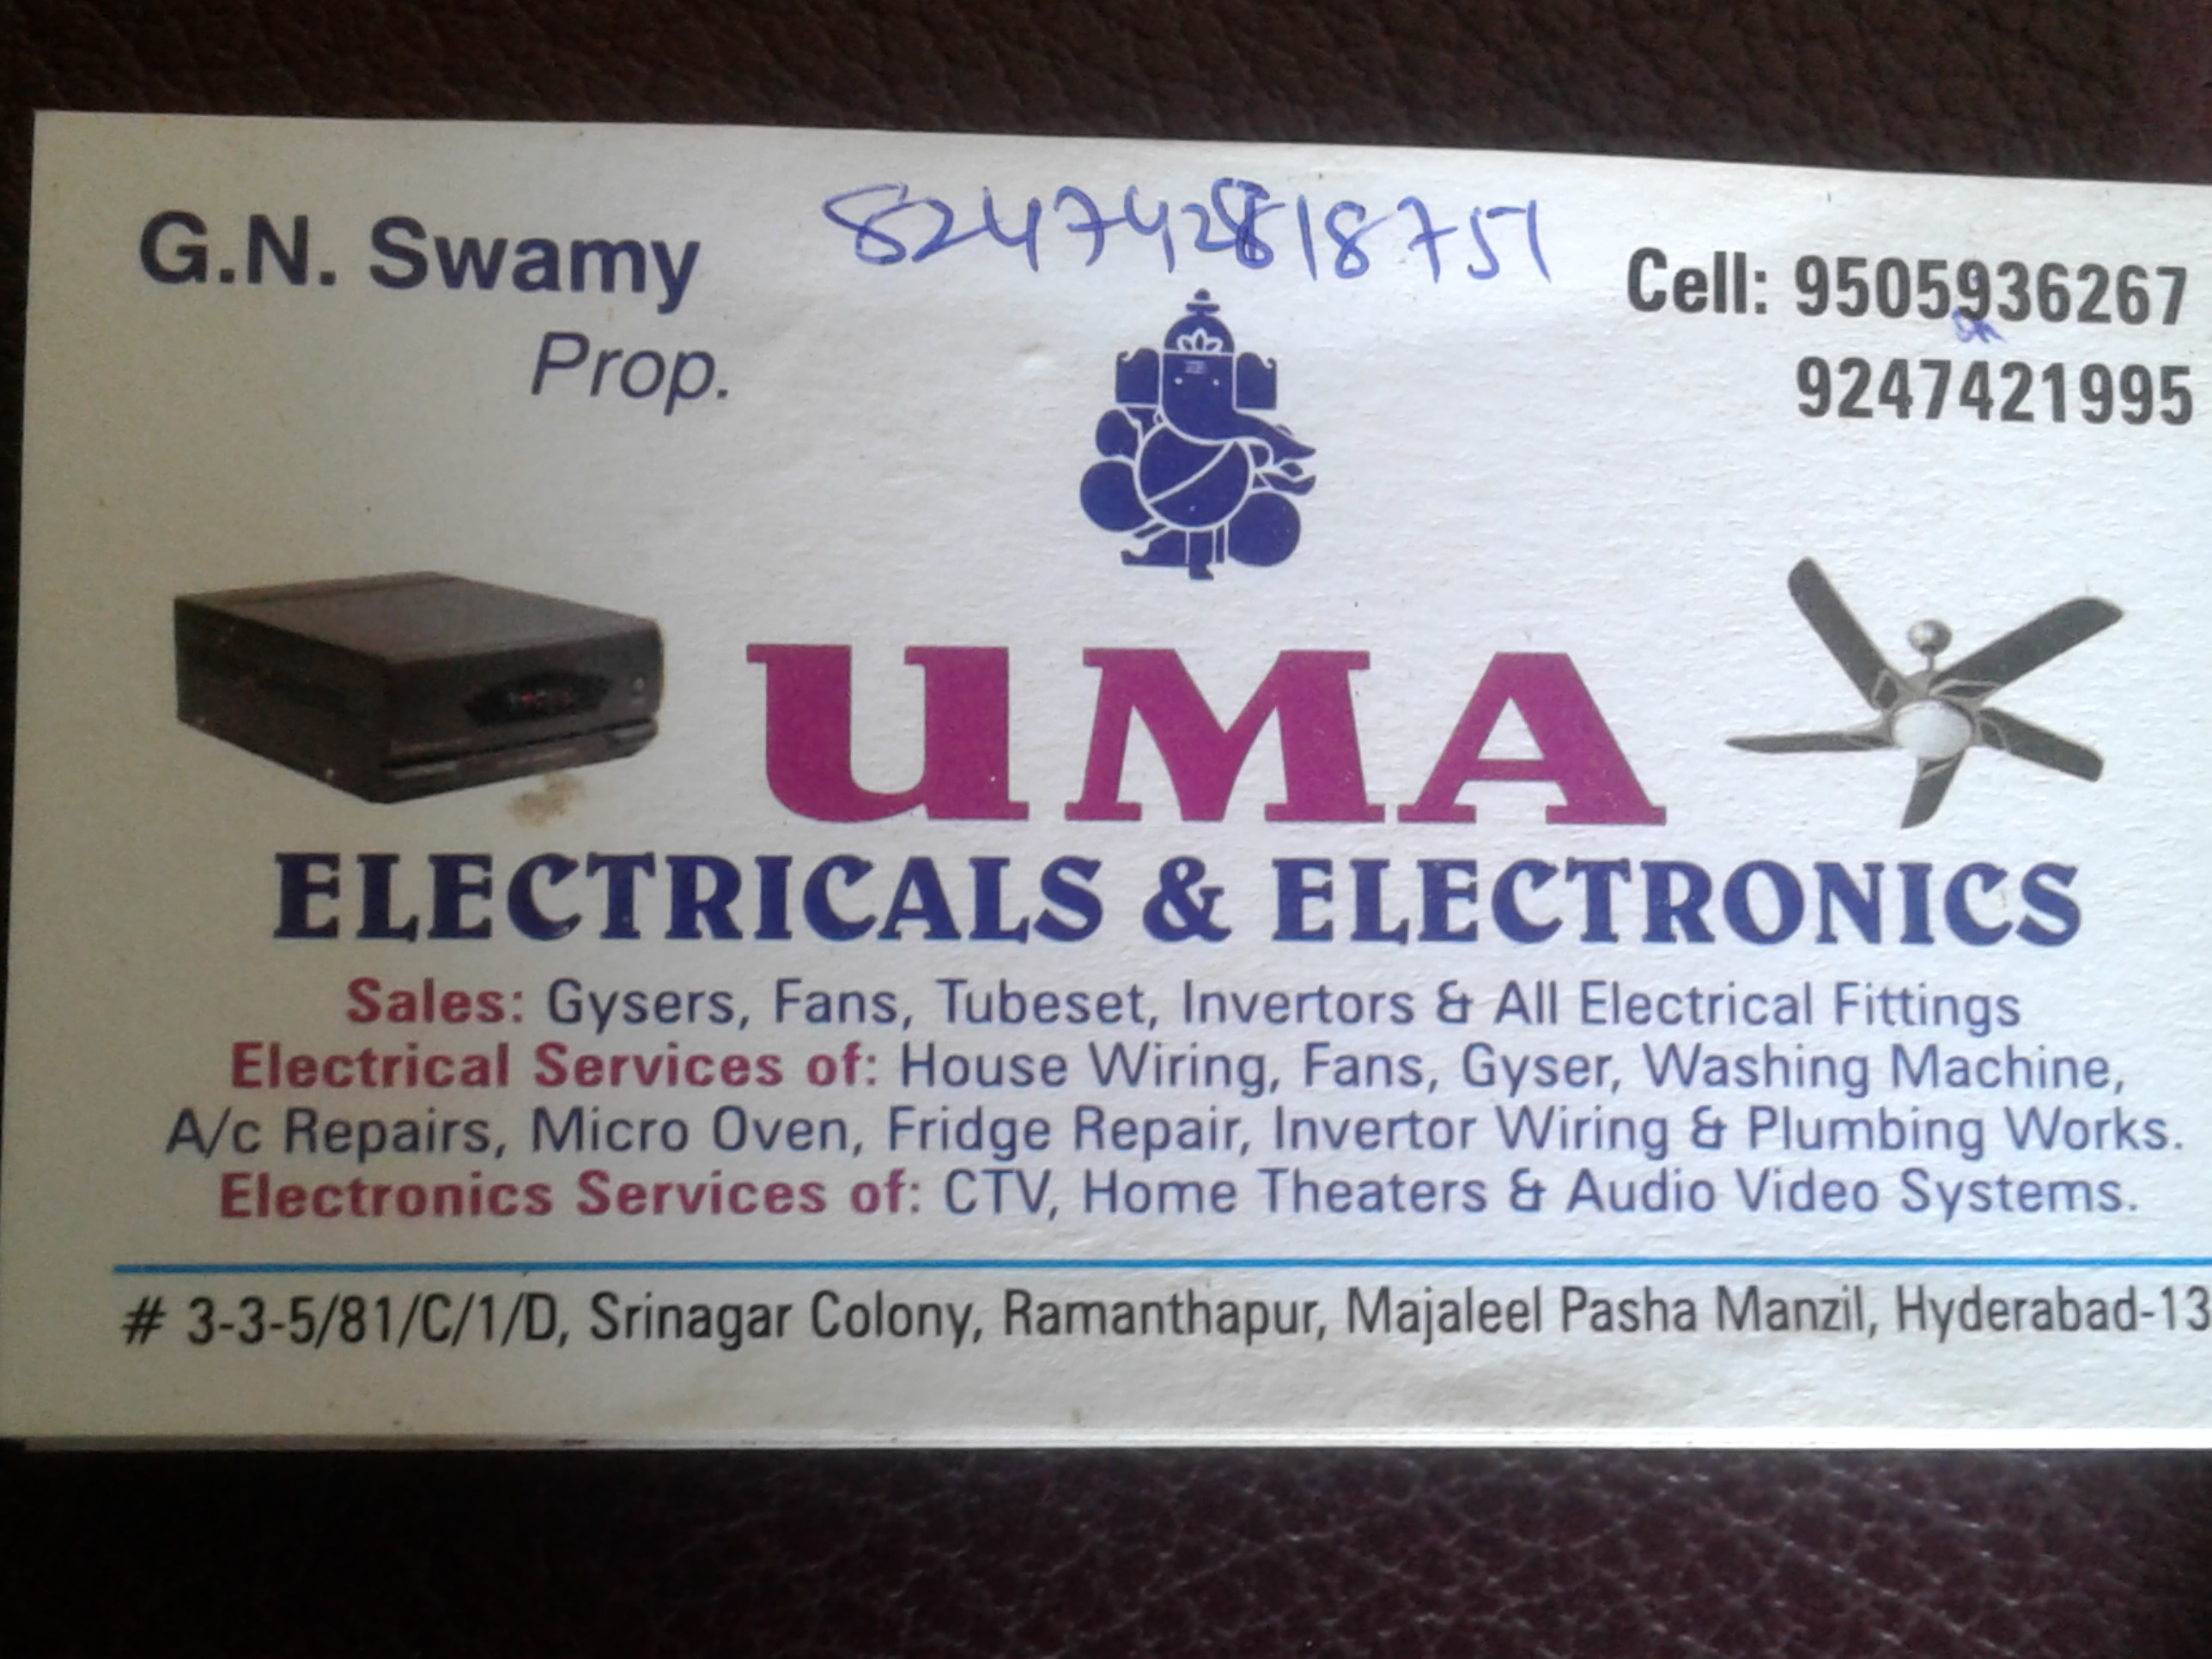 G.N. Swamy
Prop.
Cell: 9505936267
9247421995
UMA
ELECTRICALS & ELECTRONICS
Sales: Gysers, Fans, Tubeset, Invertors & All Electrical Fittings
Electrical Services of: House Wiring, Fans, Gyser, Washing Machine,
A/c Repairs, Micro Oven, Fridge Repair, Invertor Wiring & Plumbing Works.
Electronics Services of: CTV, Home Theaters & Audio Video Systems.
# 3-3-5/81/C/1/D, Srinagar Colony, Ramanthapur, Majaleel Pasha Manzil, Hyderabad-13